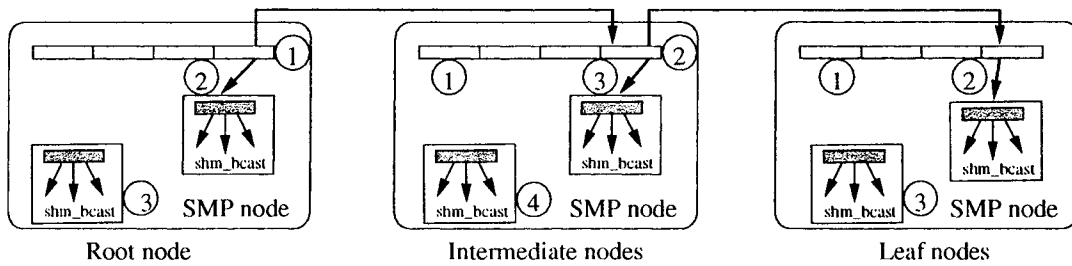 1
2
shm_bcast
3
shm_bcast
SMP node
Root node
1
3
2
shm_bcast
4
shm_bcast
SMP node
Intermediate nodes
1
2
shm_bcast
3
shm_bcast
SMP node
Leaf nodes